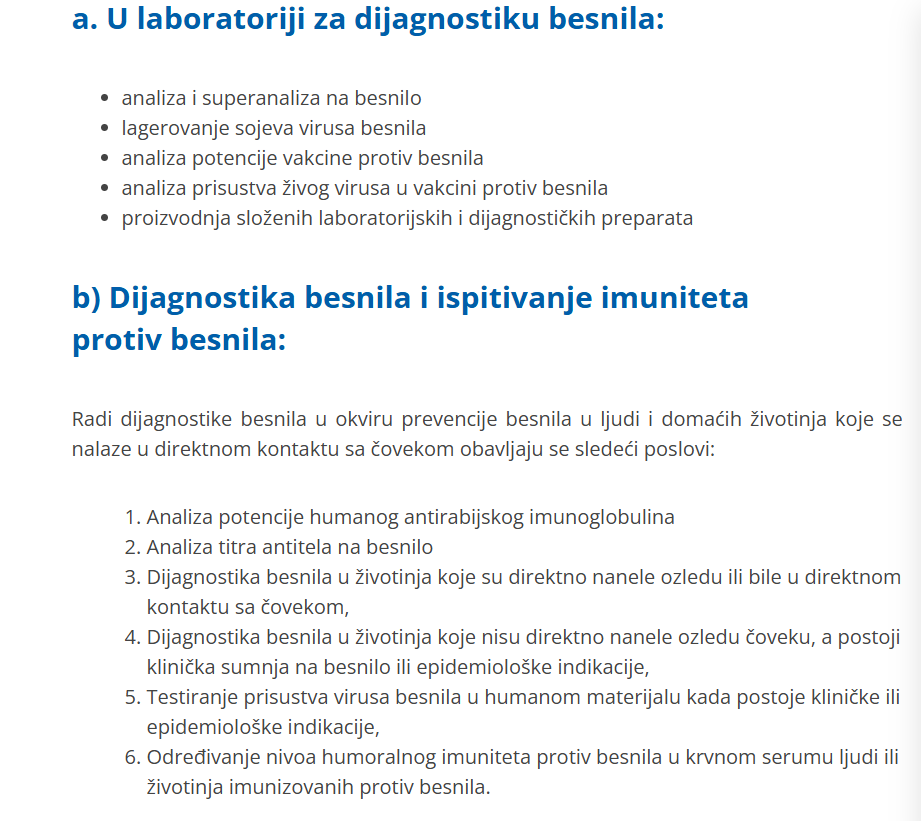 a. U laboratoriji za dijagnostiku besnila:
• analiza i superanaliza na besnilo
• lagerovanje sojeva virusa besnila
• analiza potencije vakcine protiv besnila
• analiza prisustva živog virusa u vakcini protiv besnila
• proizvodnja složenih laboratorijskih i dijagnostičkih preparata
b) Dijagnostika besnila i ispitivanje imuniteta
protiv besnila:
Radi dijagnostike besnila u okviru prevencije besnila u ljudi i domaćih životinja koje se
nalaze u direktnom kontaktu sa čovekom obavljaju se sledeći poslovi:
1. Analiza potencije humanog antirabijskog imunoglobulina
2. Analiza titra antitela na besnilo
3. Dijagnostika besnila u životinja koje su direktno nanele ozledu ili bile u direktnom
kontaktu sa čovekom,
4. Dijagnostika besnila u životinja koje nisu direktno nanele ozledu čoveku, a postoji
klinička sumnja na besnilo ili epidemiološke indikacije,
5. Testiranje prisustva virusa besnila u humanom materijalu kada postoje kliničke ili
epidemiološke indikacije,
6. Određivanje nivoa humoralnog imuniteta protiv besnila u krvnom serumu ljudi ili
životinja imunizovanih protiv besnila.